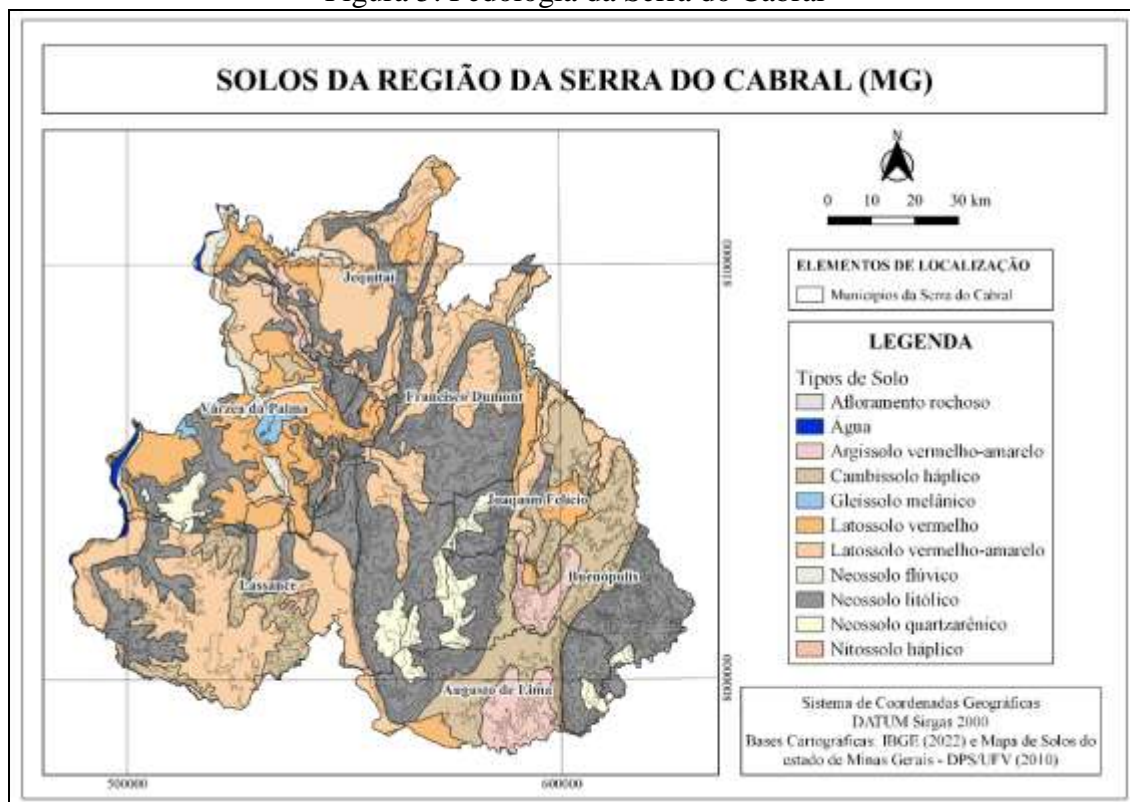 Figura 3: Pedologia da Serra do Cabral
SOLOS DA REGIÃO DA SERRA DO CABRAL (MG)
N
0 10 20 30 km
ELEMENTOS DE LOCALIZAÇÃO
Municípios da Serra do Cabral
LEGENDA
Tipos de Solo
Afloramento rochoso
Água
Argissolo vermelho-amarelo
Cambissolo háplico
Gleissolo melânico
Latossolo vermelho
Latossolo vermelho-amarelo
Neossolo flúvico
Neossolo litólico
Neossolo quartzarênico
Nitossolo háplico
Sistema de Coordenadas Geográficas
DATUM Sirgas 2000
Bases Cartográficas: IBGE (2022) e Mapa de Solos do
estado de Minas Gerais - DPS/UFV (2010)
Jequitaí
Várzea da Palma
Francisco Dumont
Joaquim Felício
Lassance
Buenópolis
Augusto de Lima
500000
600000